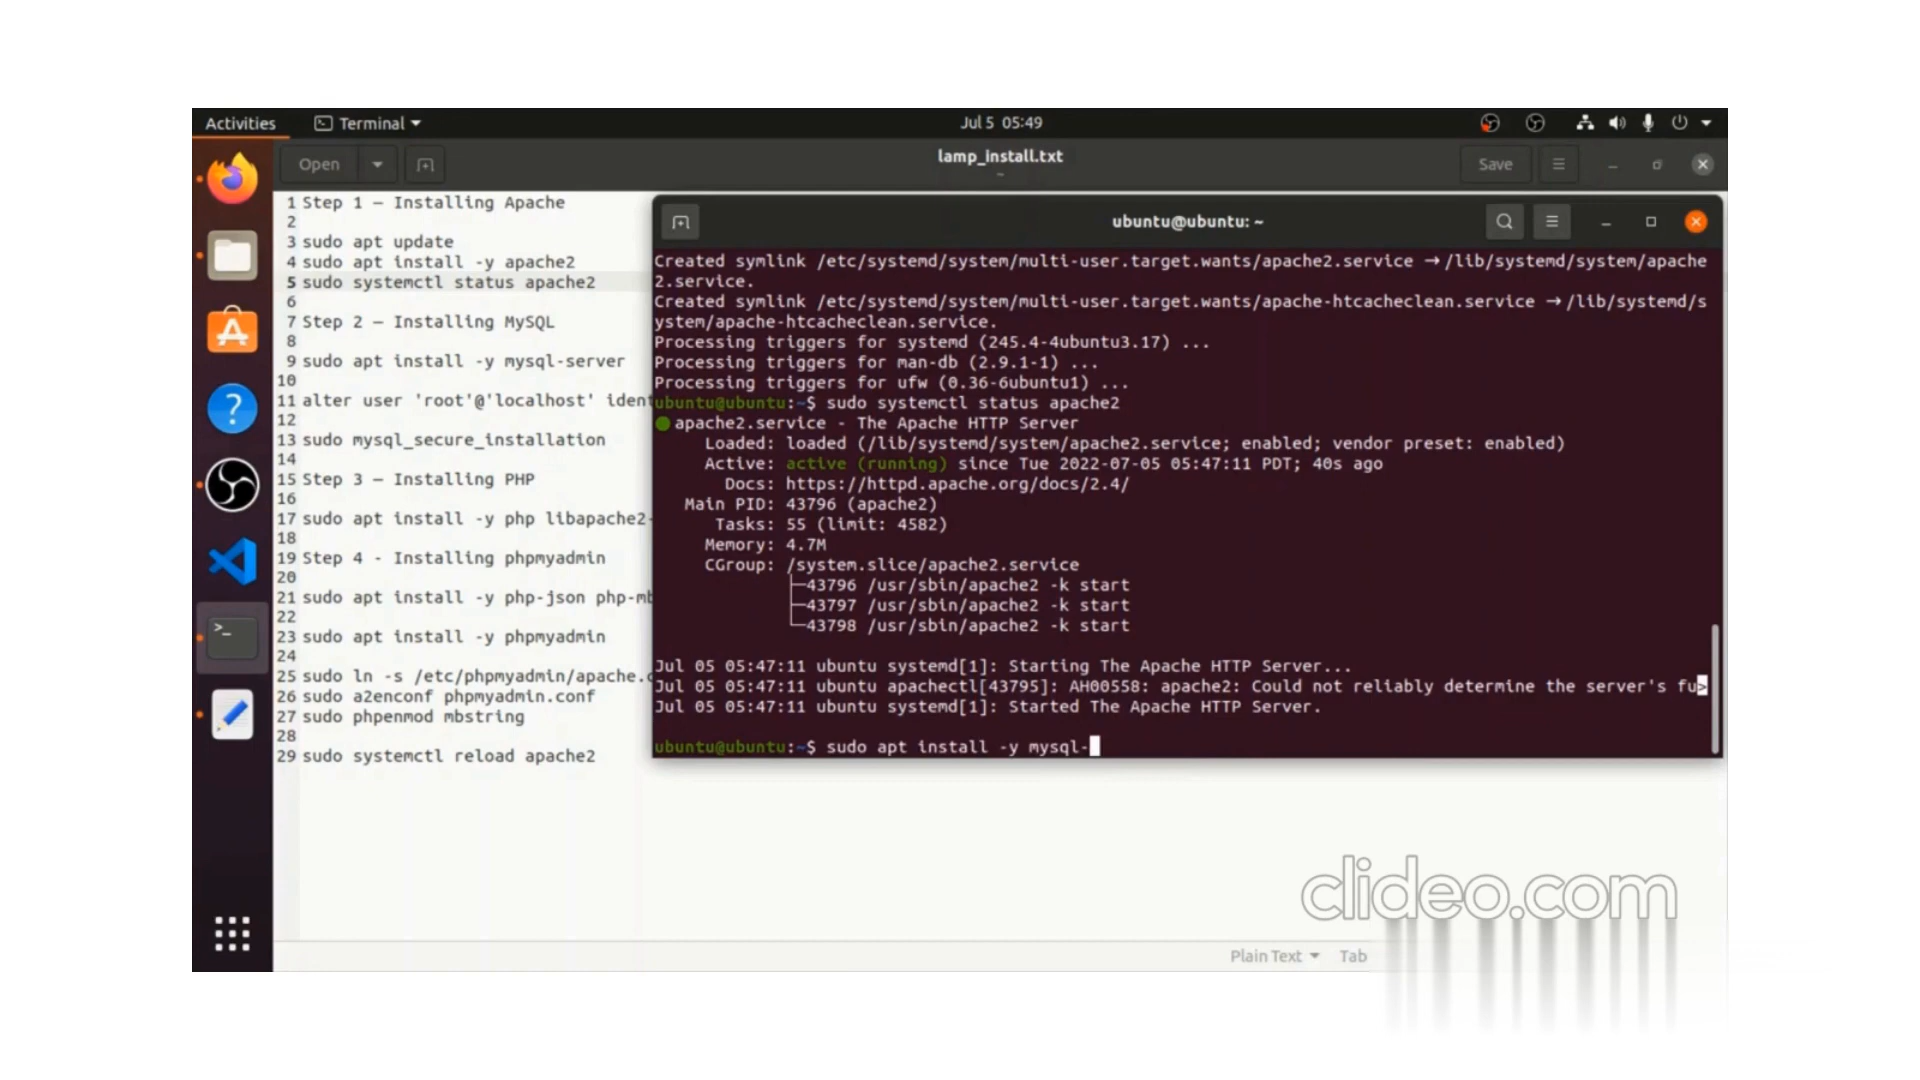 Activities
Terminal
Jul 5 05:49
Open
lamp_install.txt
~
Save
1 Step 1 – Installing Apache
2
3 sudo apt update
4 sudo apt install -y apache2
5 sudo systemctl status apache2
6
7 Step 2 – Installing MySQL
8
9 sudo apt install -y mysql-server
10
11 alter user 'root'@'localhost' ident
12
13 sudo mysql_secure_installation
14
15 Step 3 – Installing PHP
16
17 sudo apt install -y php libapache2-
18
19 Step 4 - Installing phpmyadmin
20
21 sudo apt install -y php-json php-mb
22
23 sudo apt install -y phpmyadmin
24
25 sudo ln -s /etc/phpmyadmin/apache.c
26 sudo a2enconf phpmyadmin.conf
27 sudo phpenmod mbstring
28
29 sudo systemctl reload apache2
ubuntu@ubuntu: ~
Created symlink /etc/systemd/system/multi-user.target.wants/apache2.service → /lib/systemd/system/apache
2.service.
Created symlink /etc/systemd/system/multi-user.target.wants/apache-htcacheclean.service → /lib/systemd/s
ystem/apache-htcacheclean.service.
Processing triggers for systemd (245.4-4ubuntu3.17) ...
Processing triggers for man-db (2.9.1-1) ...
Processing triggers for ufw (0.36-6ubuntu1) ...
ubuntu@ubuntu:~$ sudo systemctl status apache2
● apache2.service - The Apache HTTP Server
Loaded: loaded (/lib/systemd/system/apache2.service; enabled; vendor preset: enabled)
Active: active (running) since Tue 2022-07-05 05:47:11 PDT; 40s ago
Docs: https://httpd.apache.org/docs/2.4/
Main PID: 43796 (apache2)
Tasks: 55 (limit: 4582)
Memory: 4.7M
CGroup: /system.slice/apache2.service
├─43796 /usr/sbin/apache2 -k start
├─43797 /usr/sbin/apache2 -k start
└─43798 /usr/sbin/apache2 -k start
Jul 05 05:47:11 ubuntu systemd[1]: Starting The Apache HTTP Server...
Jul 05 05:47:11 ubuntu apachectl[43795]: AH00558: apache2: Could not reliably determine the server's fu>
Jul 05 05:47:11 ubuntu systemd[1]: Started The Apache HTTP Server.
ubuntu@ubuntu:~$ sudo apt install -y mysql-
clideo.com
Plain Text
Tab